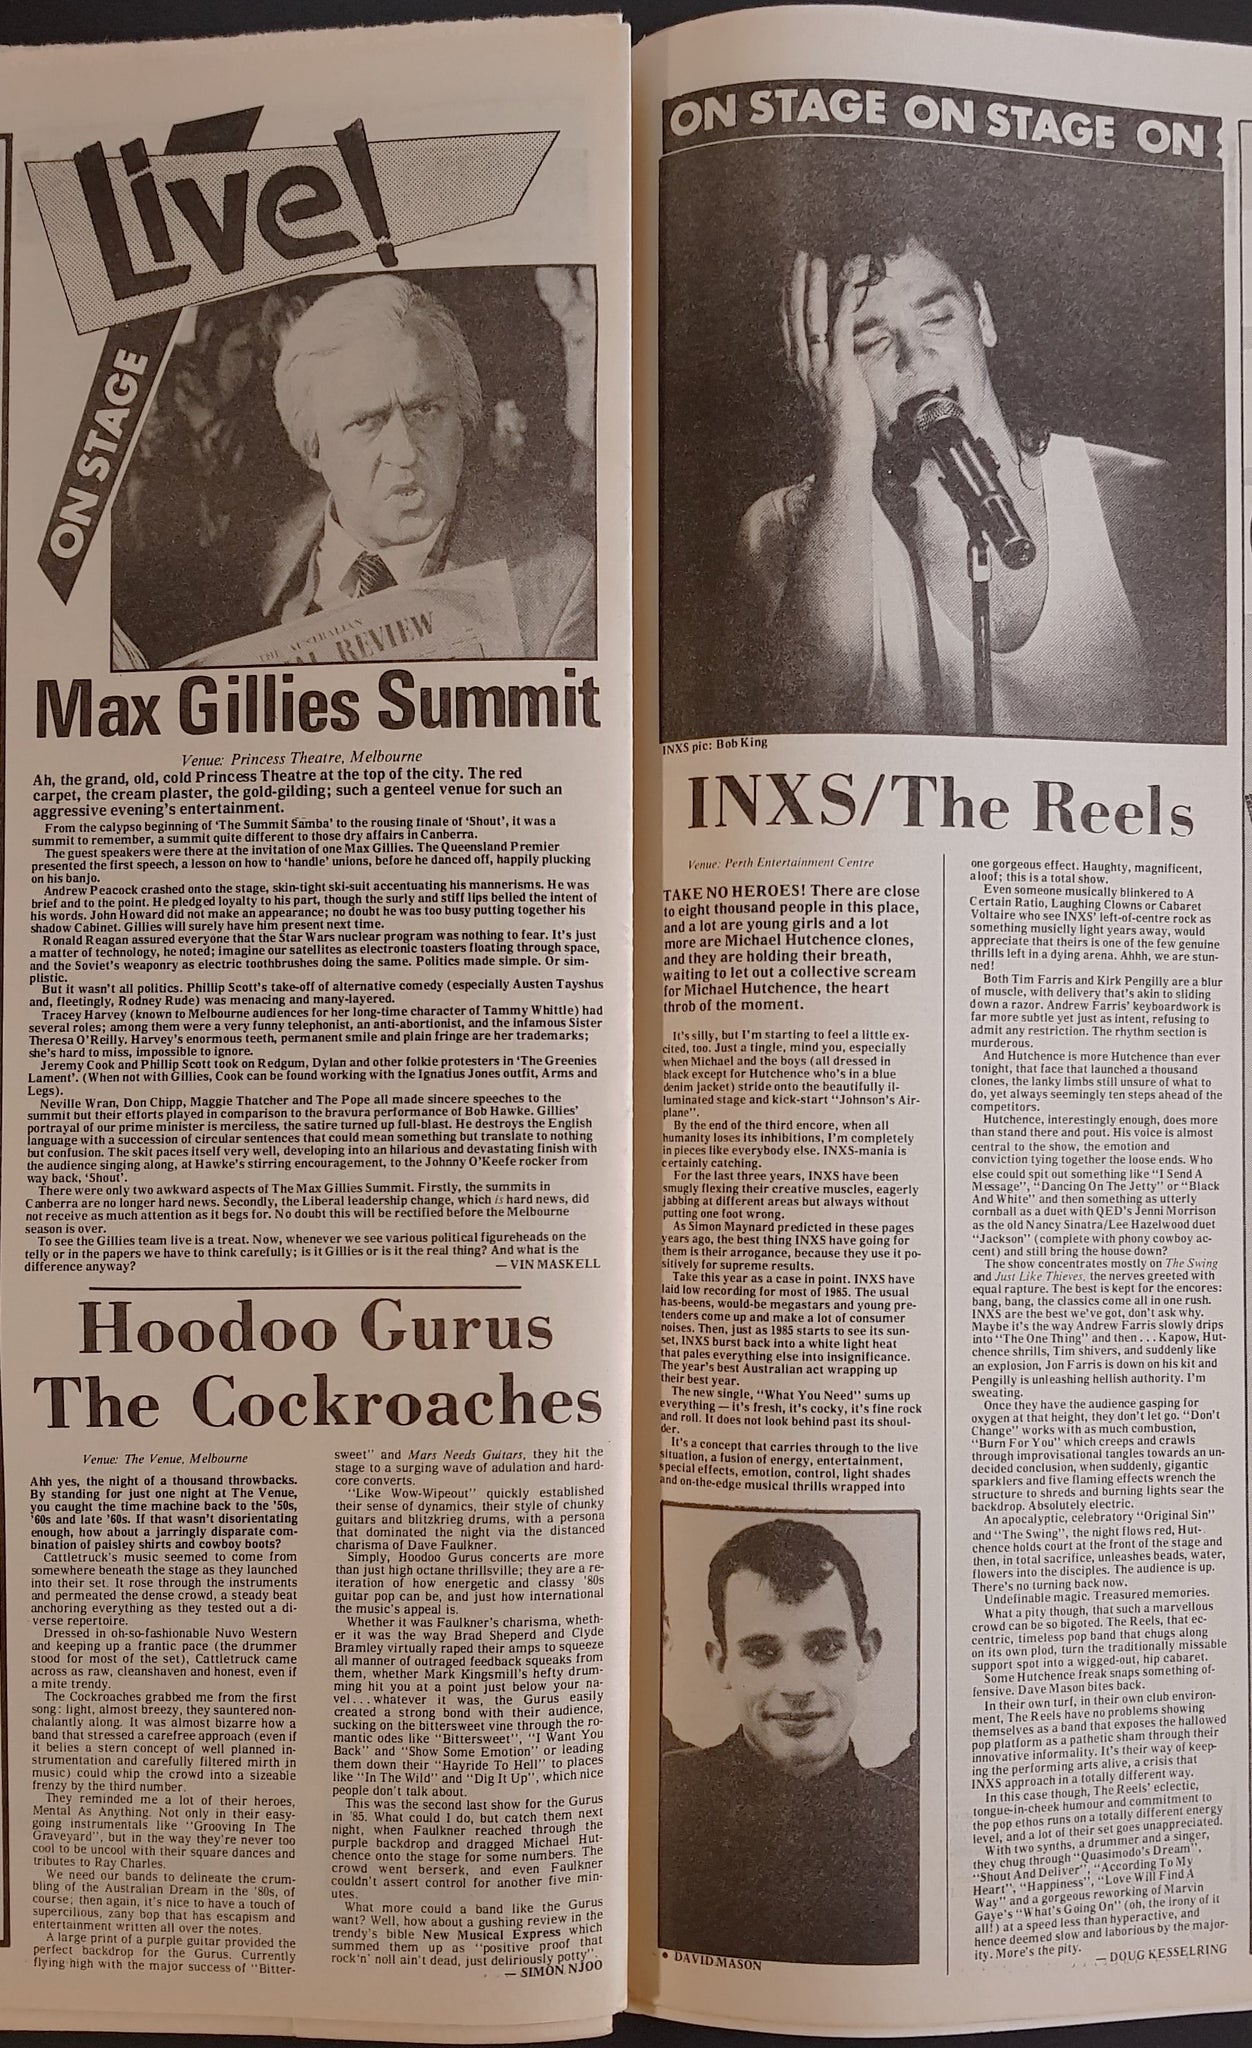 Live!
ON STAGE
THE AUSTRALIAN
REVIEW
Max Gillies Summit
Venue: Princess Theatre, Melbourne
Ah, the grand, old, cold Princess Theatre at the top of the city. The red
carpet, the cream plaster, the gold-gilding; such a genteel venue for such an
aggressive evening's entertainment.
From the calypso beginning of 'The Summit Samba' to the rousing finale of 'Shout', it was a
summit to remember, a summit quite different to those dry affairs in Canberra.
The guest speakers were there at the invitation of one Max Gillies. The Queensland Premier
presented the first speech, a lesson on how to 'handle' unions, before he danced off, happily plucking
on his banjo.
Andrew Peacock crashed onto the stage, skin-tight ski-suit accentuating his mannerisms. He was
brief and to the point. He pledged loyalty to his part, though the surly and stiff lips belled the intent of
his words. John Howard did not make an appearance; no doubt he was too busy putting together his
shadow Cabinet. Gillies will surely have him present next time.
Ronald Reagan assured everyone that the Star Wars nuclear program was nothing to fear. It's just
a matter of technology, he noted; imagine our satellites as electronic toasters floating through space,
and the Soviet's weaponry as electric toothbrushes doing the same. Politics made simple. Or sim-
plistic.
But it wasn't all politics. Phillip Scott's take-off of alternative comedy (especially Austen Tayshus
and, fleetingly, Rodney Rude) was menacing and many-layered.
Tracey Harvey (known to Melbourne audiences for her long-time character of Tammy Whittle) had
several roles; among them were a very funny telephonist, an anti-abortionist, and the infamous Sister
Theresa O'Reilly. Harvey's enormous teeth, permanent smile and plain fringe are her trademarks;
she's hard to miss, impossible to ignore.
Jeremy Cook and Phillip Scott took on Redgum, Dylan and other folkie protesters in 'The Greenies
Lament'. (When not with Gillies, Cook can be found working with the Ignatius Jones outfit, Arms and
Legs).
Neville Wran, Don Chipp, Maggie Thatcher and The Pope all made sincere speeches to the
summit but their efforts played in comparison to the bravura performance of Bob Hawke. Gillies'
portrayal of our prime minister is merciless, the satire turned up full-blast. He destroys the English
language with a succession of circular sentences that could mean something but translate to nothing
but confusion. The skit paces itself very well, developing into an hilarious and devastating finish with
the audience singing along, at Hawke's stirring encouragement, to the Johnny O'Keefe rocker from
way back, 'Shout'.
There were only two awkward aspects of The Max Gillies Summit. Firstly, the summits in
Canberra are no longer hard news. Secondly, the Liberal leadership change, which is hard news, did
not receive as much attention as it begs for. No doubt this will be rectified before the Melbourne
season is over.
To see the Gillies team live is a treat. Now, whenever we see various political figureheads on the
telly or in the papers we have to think carefully; is it Gillies or is it the real thing? And what is the
difference anyway?
— VIN MASKELL
Hoodoo Gurus
The Cockroaches
Venue: The Venue, Melbourne
Ahh yes, the night of a thousand throwbacks.
By standing for just one night at The Venue,
you caught the time machine back to the '50s,
'60s and late '60s. If that wasn't disorientating
enough, how about a jarringly disparate com-
bination of paisley shirts and cowboy boots?
Cattletruck's music seemed to come from
somewhere beneath the stage as they launched
into their set. It rose through the instruments
and permeated the dense crowd, a steady beat
anchoring everything as they tested out a di-
verse repertoire.
Dressed in oh-so-fashionable Nuvo Western
and keeping up a frantic pace (the drummer
stood for most of the set), Cattletruck came
across as raw, cleanshaven and honest, even if
a mite trendy.
The Cockroaches grabbed me from the first
song: light, almost breezy, they sauntered non-
chalantly along. It was almost bizarre how a
band that stressed a carefree approach (even if
it belies a stern concept of well planned in-
strumentation and carefully filtered mirth in
music) could whip the crowd into a sizeable
frenzy by the third number.
They reminded me a lot of their heroes,
Mental As Anything. Not only in their easy-
going instrumentals like "Grooving In The
Graveyard", but in the way they're never too
cool to be uncool with their square dances and
tributes to Ray Charles.
We need our bands to delineate the crum-
bling of the Australian Dream in the '80s, of
course; then again, it's nice to have a touch of
supercilious, zany bop that has escapism and
entertainment written all over the notes.
A large print of a purple guitar provided the
perfect backdrop for the Gurus. Currently
flying high with the major success of "Bitter-
sweet" and Mars Needs Guitars, they hit the
stage to a surging wave of adulation and hard-
core converts.
"Like Wow-Wipeout" quickly established
their sense of dynamics, their style of chunky
guitars and blitzkrieg drums, with a persona
that dominated the night via the distanced
charisma of Dave Faulkner.
Simply, Hoodoo Gurus concerts are more
than just high octane thrillsville; they are a re-
iteration of how energetic and classy '80s
guitar pop can be, and just how international
the music's appeal is.
Whether it was Faulkner's charisma, wheth-
er it was the way Brad Sheperd and Clyde
Bramley virtually raped their amps to squeeze
all manner of outraged feedback squeaks from
them, whether Mark Kingsmill's hefty drum-
ming hit you at a point just below your na-
vel... whatever it was, the Gurus easily
created a strong bond with their audience,
sucking on the bittersweet vine through the ro-
mantic odes like "Bittersweet", "I Want You
Back" and "Show Some Emotion" or leading
them down their "Hayride To Hell" to places
like "In The Wild" and "Dig It Up", which nice
people don't talk about.
This was the second last show for the Gurus
in '85. What could I do, but catch them next
night, when Faulkner reached through the
purple backdrop and dragged Michael Hut-
chence onto the stage for some numbers. The
crowd went berserk, and even Faulkner
couldn't assert control for another five min-
utes.
What more could a band like the Gurus
want? Well, how about a gushing review in the
trendy's bible New Musical Express which
summed them up as "positive proof that
rock'n' noll ain't dead, just deliriously potty".
— SIMON NJOO
ON STAGE ON STAGE ON
INXS pic: Bob King
INXS/The Reels
Venue: Perth Entertainment Centre
TAKE NO HEROES! There are close
to eight thousand people in this place,
and a lot are young girls and a lot
more are Michael Hutchence clones,
and they are holding their breath,
waiting to let out a collective scream
for Michael Hutchence, the heart
throb of the moment.
It's silly, but I'm starting to feel a little ex-
cited, too. Just a tingle, mind you, especially
when Michael and the boys (all dressed in
black except for Hutchence who's in a blue
denim jacket) stride onto the beautifully il-
luminated stage and kick-start "Johnson's Air-
plane".
By the end of the third encore, when all
humanity loses its inhibitions, I'm completely
in pieces like everybody else. INXS-mania is
certainly catching.
For the last three years, INXS have been
smugly flexing their creative muscles, eagerly
jabbing at different areas but always without
putting one foot wrong.
As Simon Maynard predicted in these pages
years ago, the best thing INXS have going for
them is their arrogance, because they use it po-
sitively for supreme results.
Take this year as a case in point. INXS have
laid low recording for most of 1985. The usual
has-beens, would-be megastars and young pre-
tenders come up and make a lot of consumer
noises. Then, just as 1985 starts to see its sun-
set, INXS burst back into a white light heat
that pales everything else into insignificance.
The year's best Australian act wrapping up
their best year.
The new single, "What You Need" sums up
everything — it's fresh, it's cocky, it's fine rock
and roll. It does not look behind past its shoul-
der.
It's a concept that carries through to the live
situation, a fusion of energy, entertainment,
special effects, emotion, control, light shades
and on-the-edge musical thrills wrapped into
• DAVID MASON
one gorgeous effect. Haughty, magnificent,
aloof; this is a total show.
Even someone musically blinkered to A
Certain Ratio, Laughing Clowns or Cabaret
Voltaire who see INXS' left-of-centre rock as
something musiclly light years away, would
appreciate that theirs is one of the few genuine
thrills left in a dying arena. Ahhh, we are stun-
ned!
Both Tim Farris and Kirk Pengilly are a blur
of muscle, with delivery that's akin to sliding
down a razor. Andrew Farris' keyboardwork is
far more subtle yet just as intent, refusing to
admit any restriction. The rhythm section is
murderous.
And Hutchence is more Hutchence than ever
tonight, that face that launched a thousand
clones, the lanky limbs still unsure of what to
do, yet always seemingly ten steps ahead of the
competitors.
Hutchence, interestingly enough, does more
than stand there and pout. His voice is almost
central to the show, the emotion and
conviction tying together the loose ends. Who
else could spit out something like "I Send A
Message", "Dancing On The Jetty" or "Black
And White" and then something as utterly
cornball as a duet with QED's Jenni Morrison
as the old Nancy Sinatra/Lee Hazelwood duet
"Jackson" (complete with phony cowboy ac-
cent) and still bring the house down?
The show concentrates mostly on The Swing
and Just Like Thieves, the nerves greeted with
equal rapture. The best is kept for the encores:
bang, bang, the classics come all in one rush.
INXS are the best we've got, don't ask why.
Maybe it's the way Andrew Farris slowly drips
into "The One Thing" and then... Kapow, Hut-
chence shrills, Tim shivers, and suddenly like
an explosion, Jon Farris is down on his kit and
Pengilly is unleashing hellish authority. I'm
sweating.
Once they have the audience gasping for
oxygen at that height, they don't let go. "Don't
Change" works with as much combustion,
"Burn For You" which creeps and crawls
through improvisational tangles towards an un-
decided conclusion, when suddenly, gigantic
sparklers and five flaming effects wrench the
structure to shreds and burning lights sear the
backdrop. Absolutely electric.
An apocalyptic, celebratory "Original Sin"
and "The Swing", the night flows red, Hut-
chence holds court at the front of the stage and
then, in total sacrifice, unleashes beads, water,
flowers into the disciples. The audience is up.
There's no turning back now.
Undefinable magic. Treasured memories.
What a pity though, that such a marvellous
crowd can be so bigoted. The Reels, that ec-
centric, timeless pop band that chugs along
on its own plod, turn the traditionally missable
support spot into a wigged-out, hip cabaret.
Some Hutchence freak snaps something of-
fensive. Dave Mason bites back.
In their own turf, in their own club environ-
ment, The Reels have no problems showing
themselves as a band that exposes the hallowed
pop platform as a pathetic sham through their
innovative informality. It's their way of keep-
ing the performing arts alive, a crisis that
INXS approach in a totally different way.
In this case though, The Reels' eclectic,
tongue-in-cheek humour and commitment to
the pop ethos runs on a totally different energy
level, and a lot of their set goes unappreciated.
With two synths, a drummer and a singer,
they chug through "Quasimodo's Dream",
"Shout And Deliver", "According To My
Heart", "Happiness", "Love Will Find A
Way" and a gorgeous reworking of Marvin
Gaye's "What's Going On" (oh, the irony of it
all!) at a speed less than hyperactive, and
hence deemed slow and laborious by the major-
ity. More's the pity.
— DOUG KESSELRING